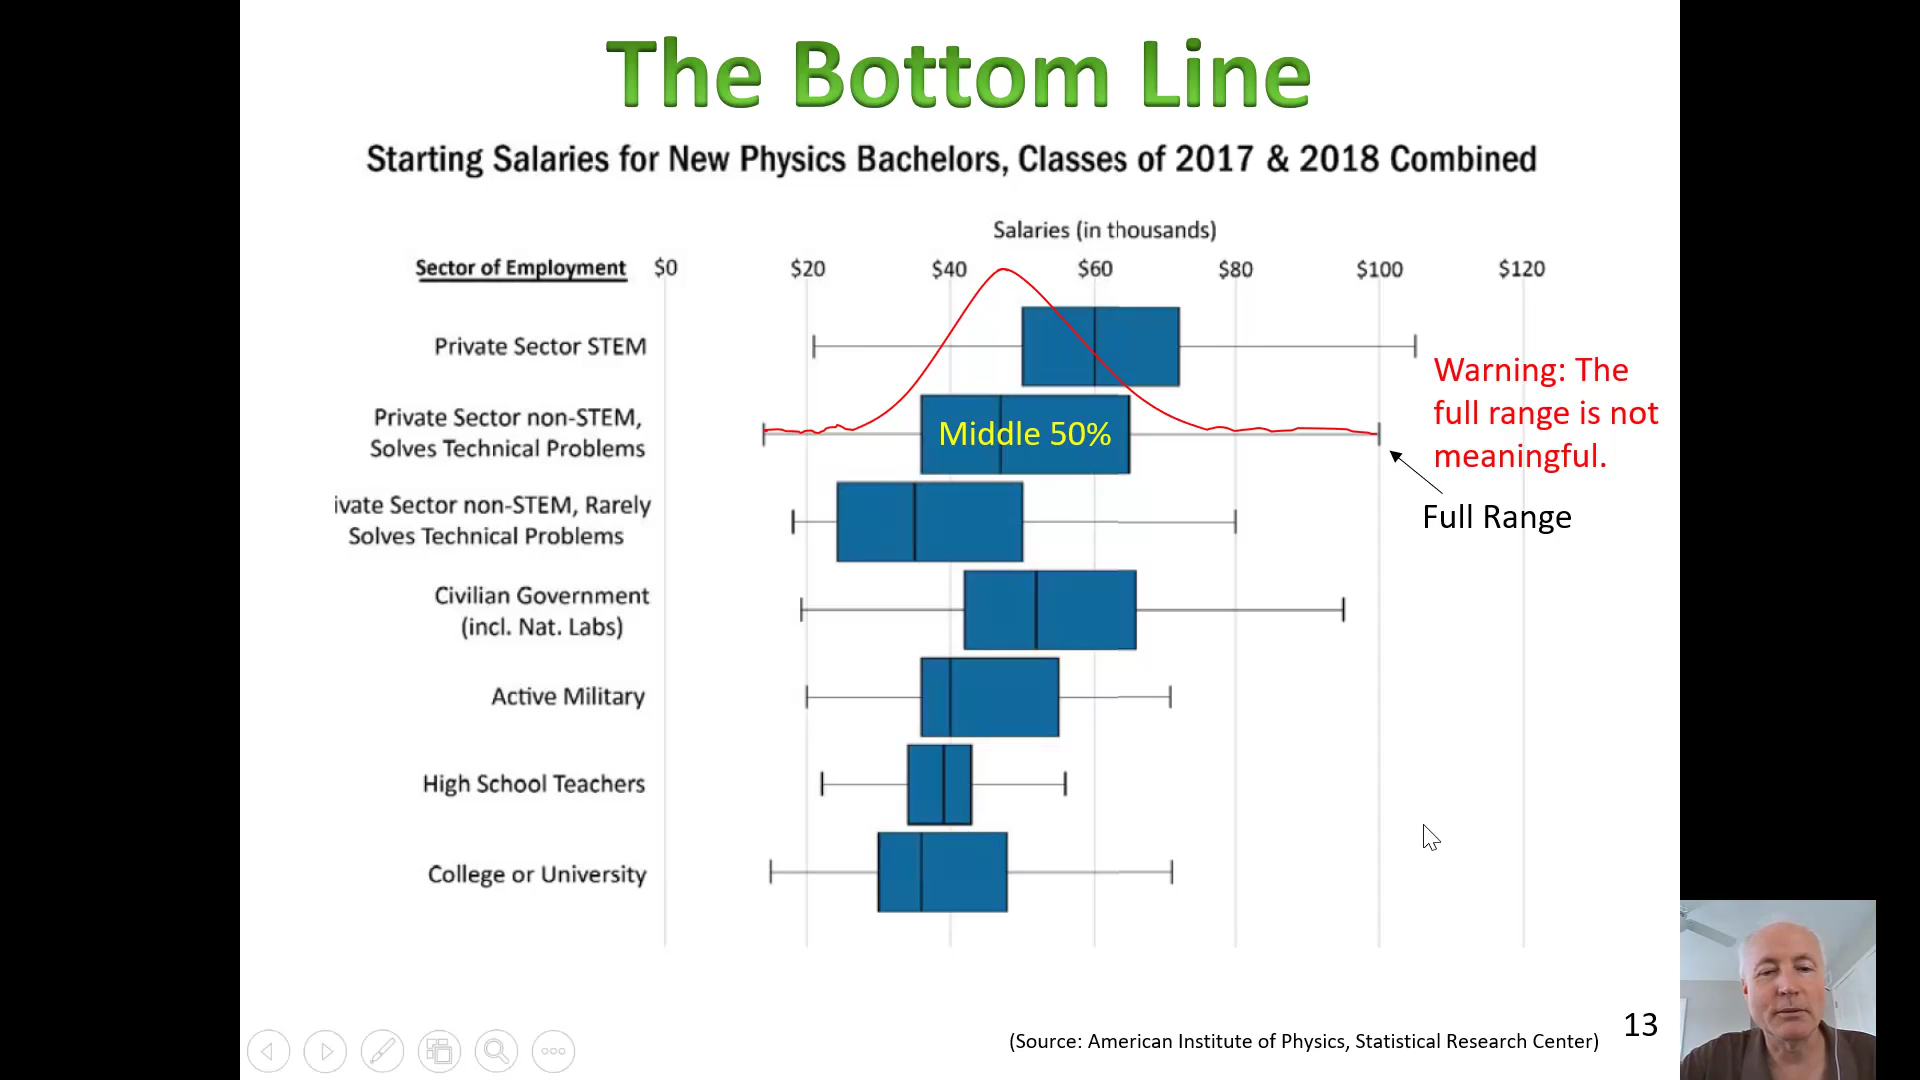 The Bottom Line
Starting Salaries for New Physics Bachelors, Classes of 2017 & 2018 Combined
Salaries (in thousands)
Sector of Employment $0 $20 $40 $60 $80 $100 $120
Private Sector STEM
Warning: The
full range is not
meaningful.
Private Sector non-STEM,
Solves Technical Problems
Middle 50%
Full Range
ivate Sector non-STEM, Rarely
Solves Technical Problems
Civilian Government
(incl. Nat. Labs)
Active Military
High School Teachers
College or University
(Source: American Institute of Physics, Statistical Research Center)
13